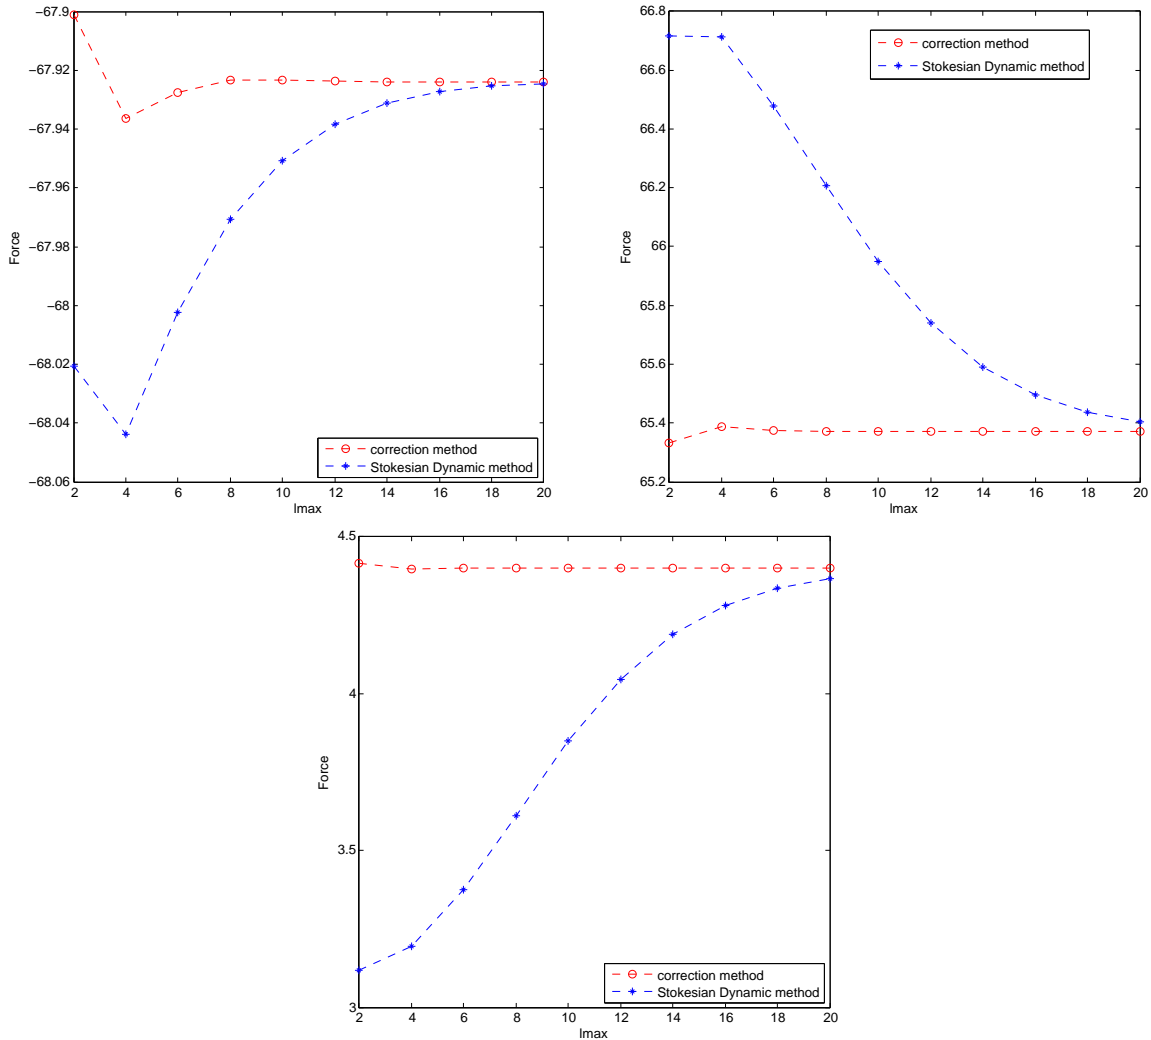 −67.9
−67.92
−67.94
−67.96
−67.98
−68
−68.02
−68.04
−68.06
Force
2 4 6 8 10 12 14 16 18 20
lmax
correction method
Stokesian Dynamic method
66.8
66.6
66.4
66.2
66
65.8
65.6
65.4
65.2
Force
2 4 6 8 10 12 14 16 18 20
lmax
correction method
Stokesian Dynamic method
4.5
4
3.5
3
Force
2 4 6 8 10 12 14 16 18 20
lmax
correction method
Stokesian Dynamic method